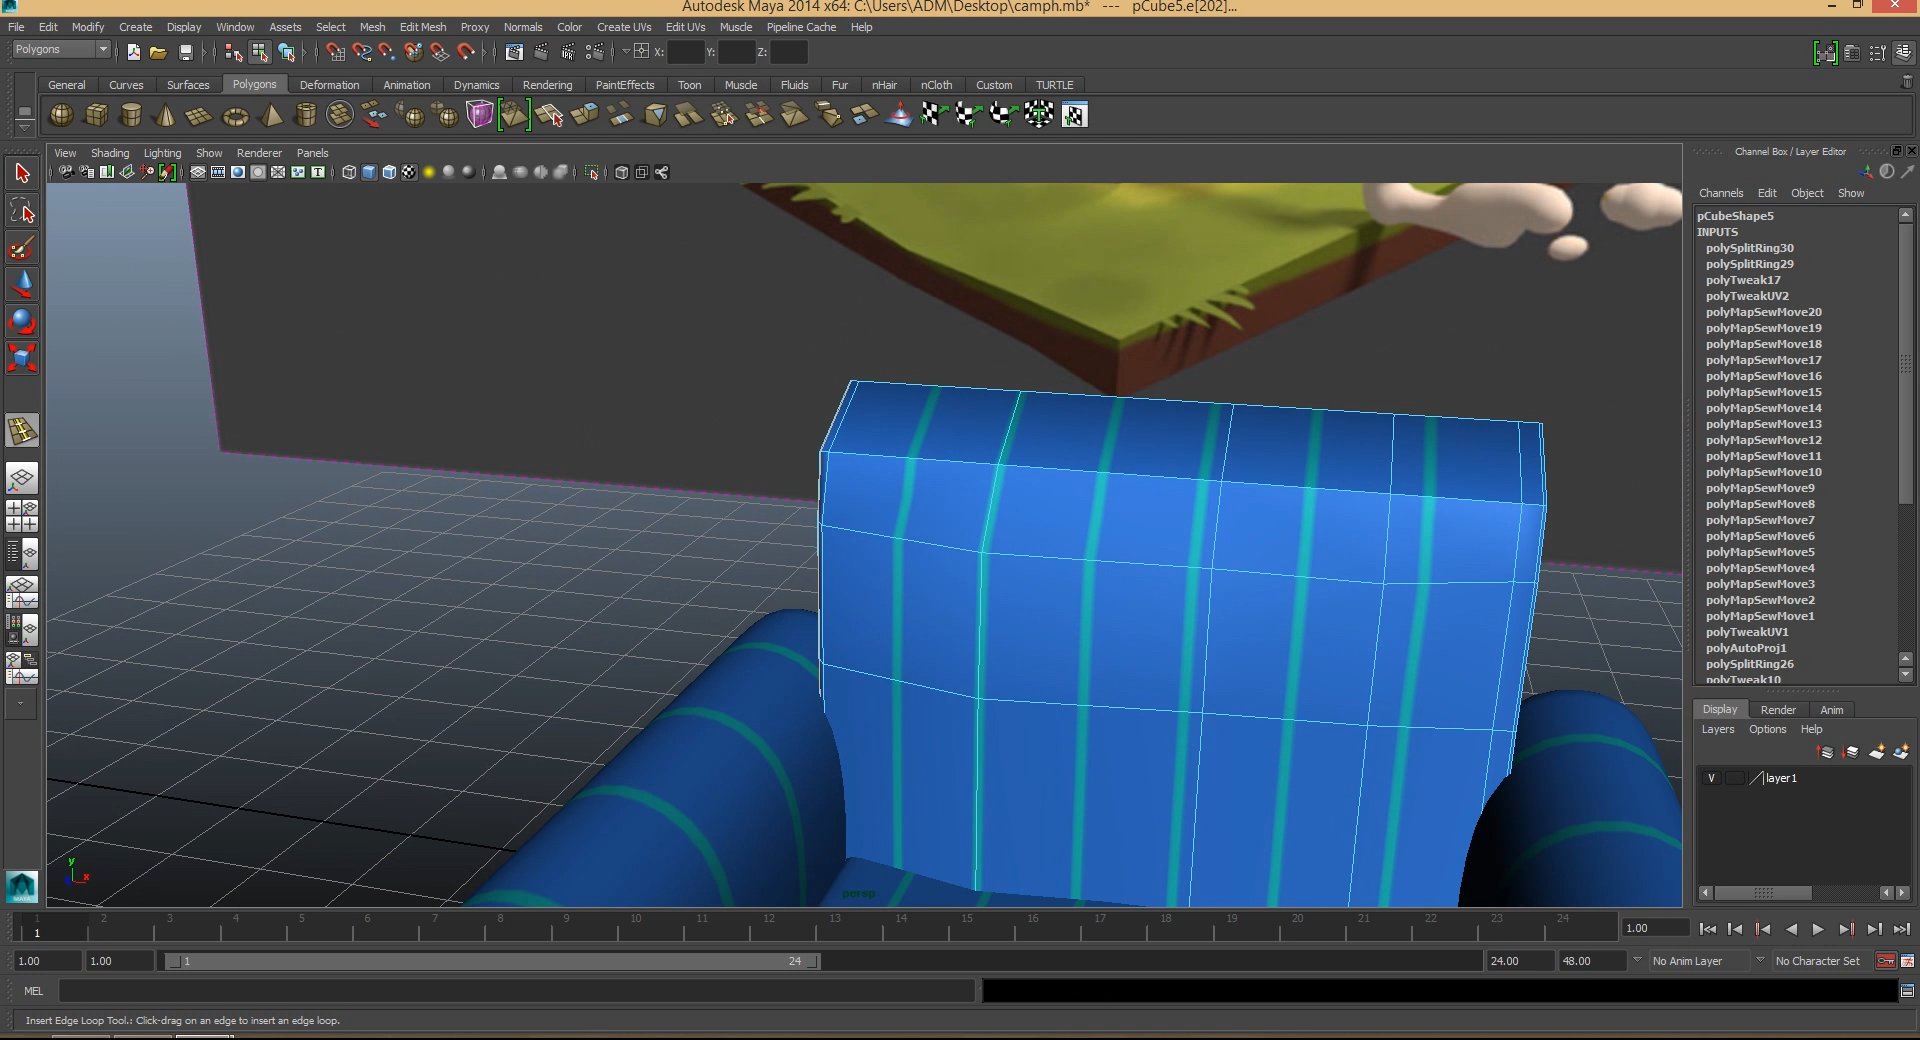 Autodesk Maya 2014 x64: C:\Users\ADM\Desktop\camph.mb* --- pCube5.e[202]...
File Edit Modify Create Display Window Assets Select Mesh Edit Mesh Proxy Normals Color Create UVs Edit UVs Muscle Pipeline Cache Help
Polygons X: Y: Z:
General Curves Surfaces Polygons Deformation Animation Dynamics Rendering PaintEffects Toon Muscle Fluids Fur nHair nCloth Custom TURTLE
View Shading Lighting Show Renderer Panels
Channel Box / Layer Editor
Channels Edit Object Show
pCubeShape5
INPUTS
polySplitRing30
polySplitRing29
polyTweak17
polyTweakUV2
polyMapSewMove20
polyMapSewMove19
polyMapSewMove18
polyMapSewMove17
polyMapSewMove16
polyMapSewMove15
polyMapSewMove14
polyMapSewMove13
polyMapSewMove12
polyMapSewMove11
polyMapSewMove10
polyMapSewMove9
polyMapSewMove8
polyMapSewMove7
polyMapSewMove6
polyMapSewMove5
polyMapSewMove4
polyMapSewMove3
polyMapSewMove2
polyMapSewMove1
polyTweakUV1
polyAutoProj1
polySplitRing26
polyTweak10
Display Render Anim
Layers Options Help
V layer1
y
x
persp
1 2 3 4 5 6 7 8 9 10 11 12 13 14 15 16 17 18 19 20 21 22 23 24
1
1.00
1.00 1.00 1 24 24.00 48.00 No Anim Layer No Character Set
MEL
Insert Edge Loop Tool.: Click-drag on an edge to insert an edge loop.